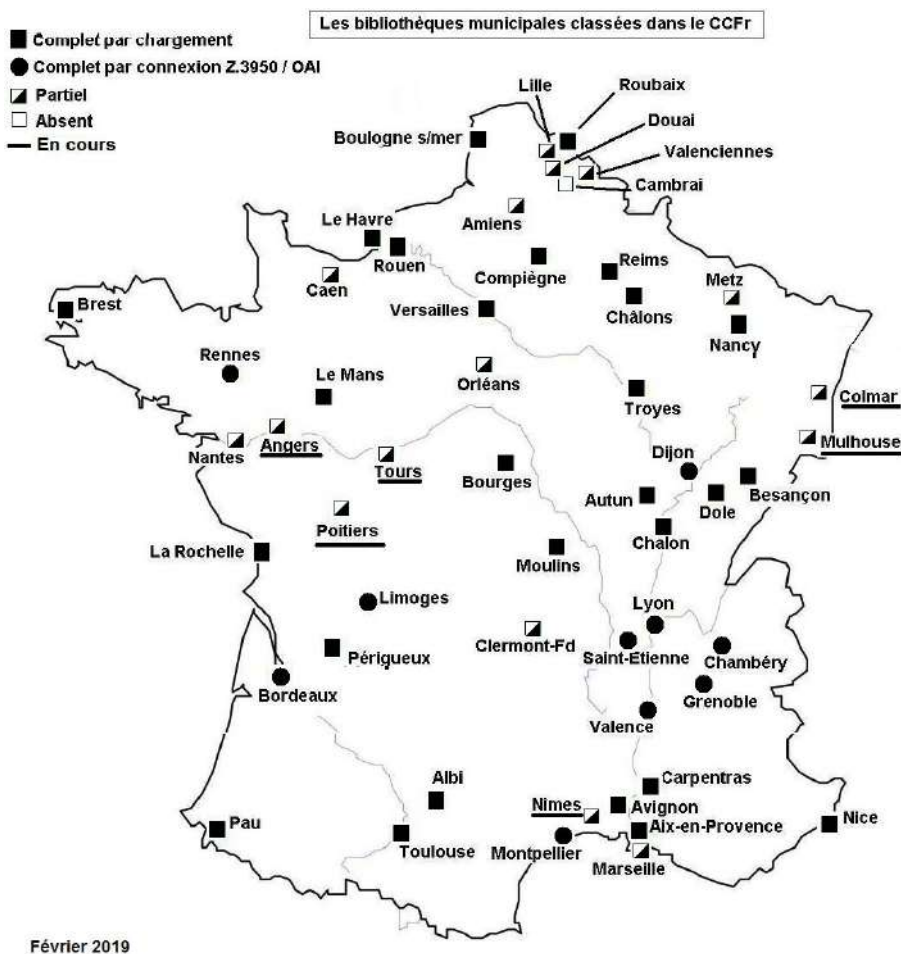 Les bibliothèques municipales classées dans le CCFr
Complet par chargement
Complet par connexion Z.3950 / OAI
Partiel
Absent
En cours
Lille
Roubaix
Douai
Boulogne s/mer
Valenciennes
Cambrai
Amiens
Le Havre
Rouen
Compiègne
Reims
Metz
Caen
Brest
Versailles
Châlons
Nancy
Rennes
Le Mans
Orléans
Troyes
Colmar
Mulhouse
Nantes
Angers
Tours
Bourges
Dijon
Besançon
Autun
Dole
Poitiers
Chalon
La Rochelle
Moulins
Limoges
Lyon
Clermont-Fd
Saint-Etienne
Chambéry
Périgueux
Bordeaux
Grenoble
Valence
Albi
Carpentras
Nimes
Avignon
Pau
Aix-en-Provence
Nice
Toulouse
Montpellier
Marseille
Février 2019